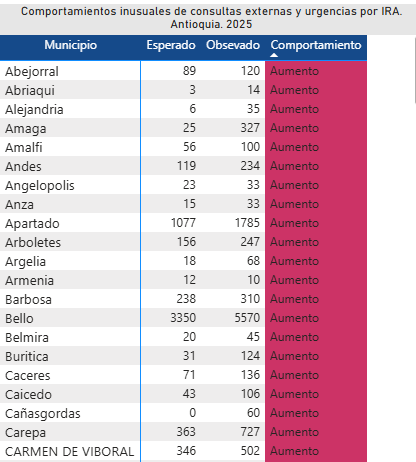 Comportamientos inusuales de consultas externas y urgencias por IRA.
Antioquia. 2025
Municipio Esperado Obsevado Comportamiento
Abejorral 89 120 Aumento
Abriaqui 3 14 Aumento
Alejandria 6 35 Aumento
Amaga 25 327 Aumento
Amalfi 56 100 Aumento
Andes 119 234 Aumento
Angelopolis 23 33 Aumento
Anza 15 33 Aumento
Apartado 1077 1785 Aumento
Arboletes 156 247 Aumento
Argelia 18 68 Aumento
Armenia 12 10 Aumento
Barbosa 238 310 Aumento
Bello 3350 5570 Aumento
Belmira 20 45 Aumento
Buritica 31 124 Aumento
Caceres 71 136 Aumento
Caicedo 43 106 Aumento
Cañasgordas 0 60 Aumento
Carepa 363 727 Aumento
CARMEN DE VIBORAL 346 502 Aumento